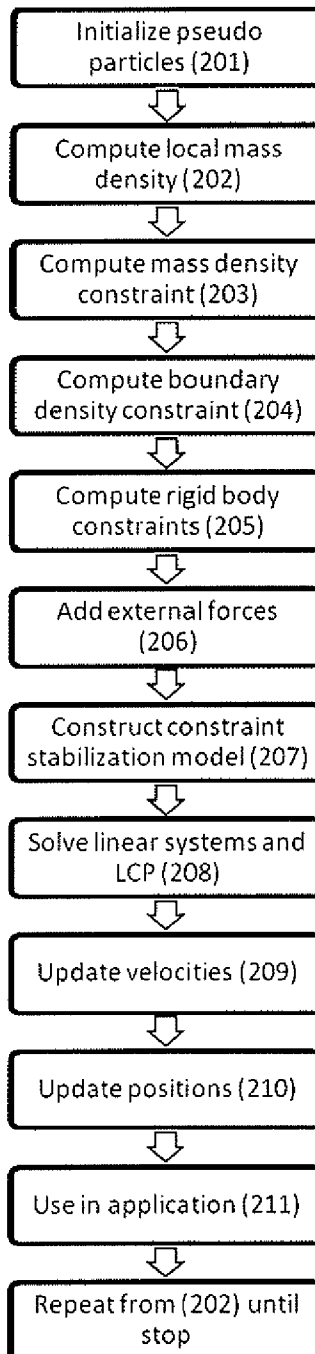 Initialize pseudo
particles (201)
Compute local mass
density (202)
Compute mass density
constraint (203)
Compute boundary
density constraint (204)
Compute rigid body
constraints (205)
Add external forces
(206)
Construct constraint
stabilization model (207)
Solve linear systems and
LCP (208)
Update velocities (209)
Update positions (210)
Use in application (211)
Repeat from (202) until
stop